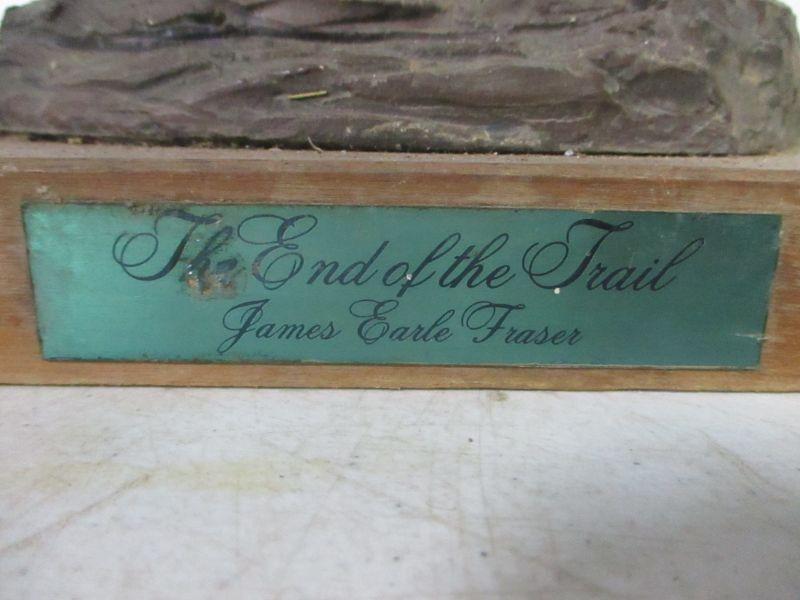 The End of the Trail
James Earle Fraser